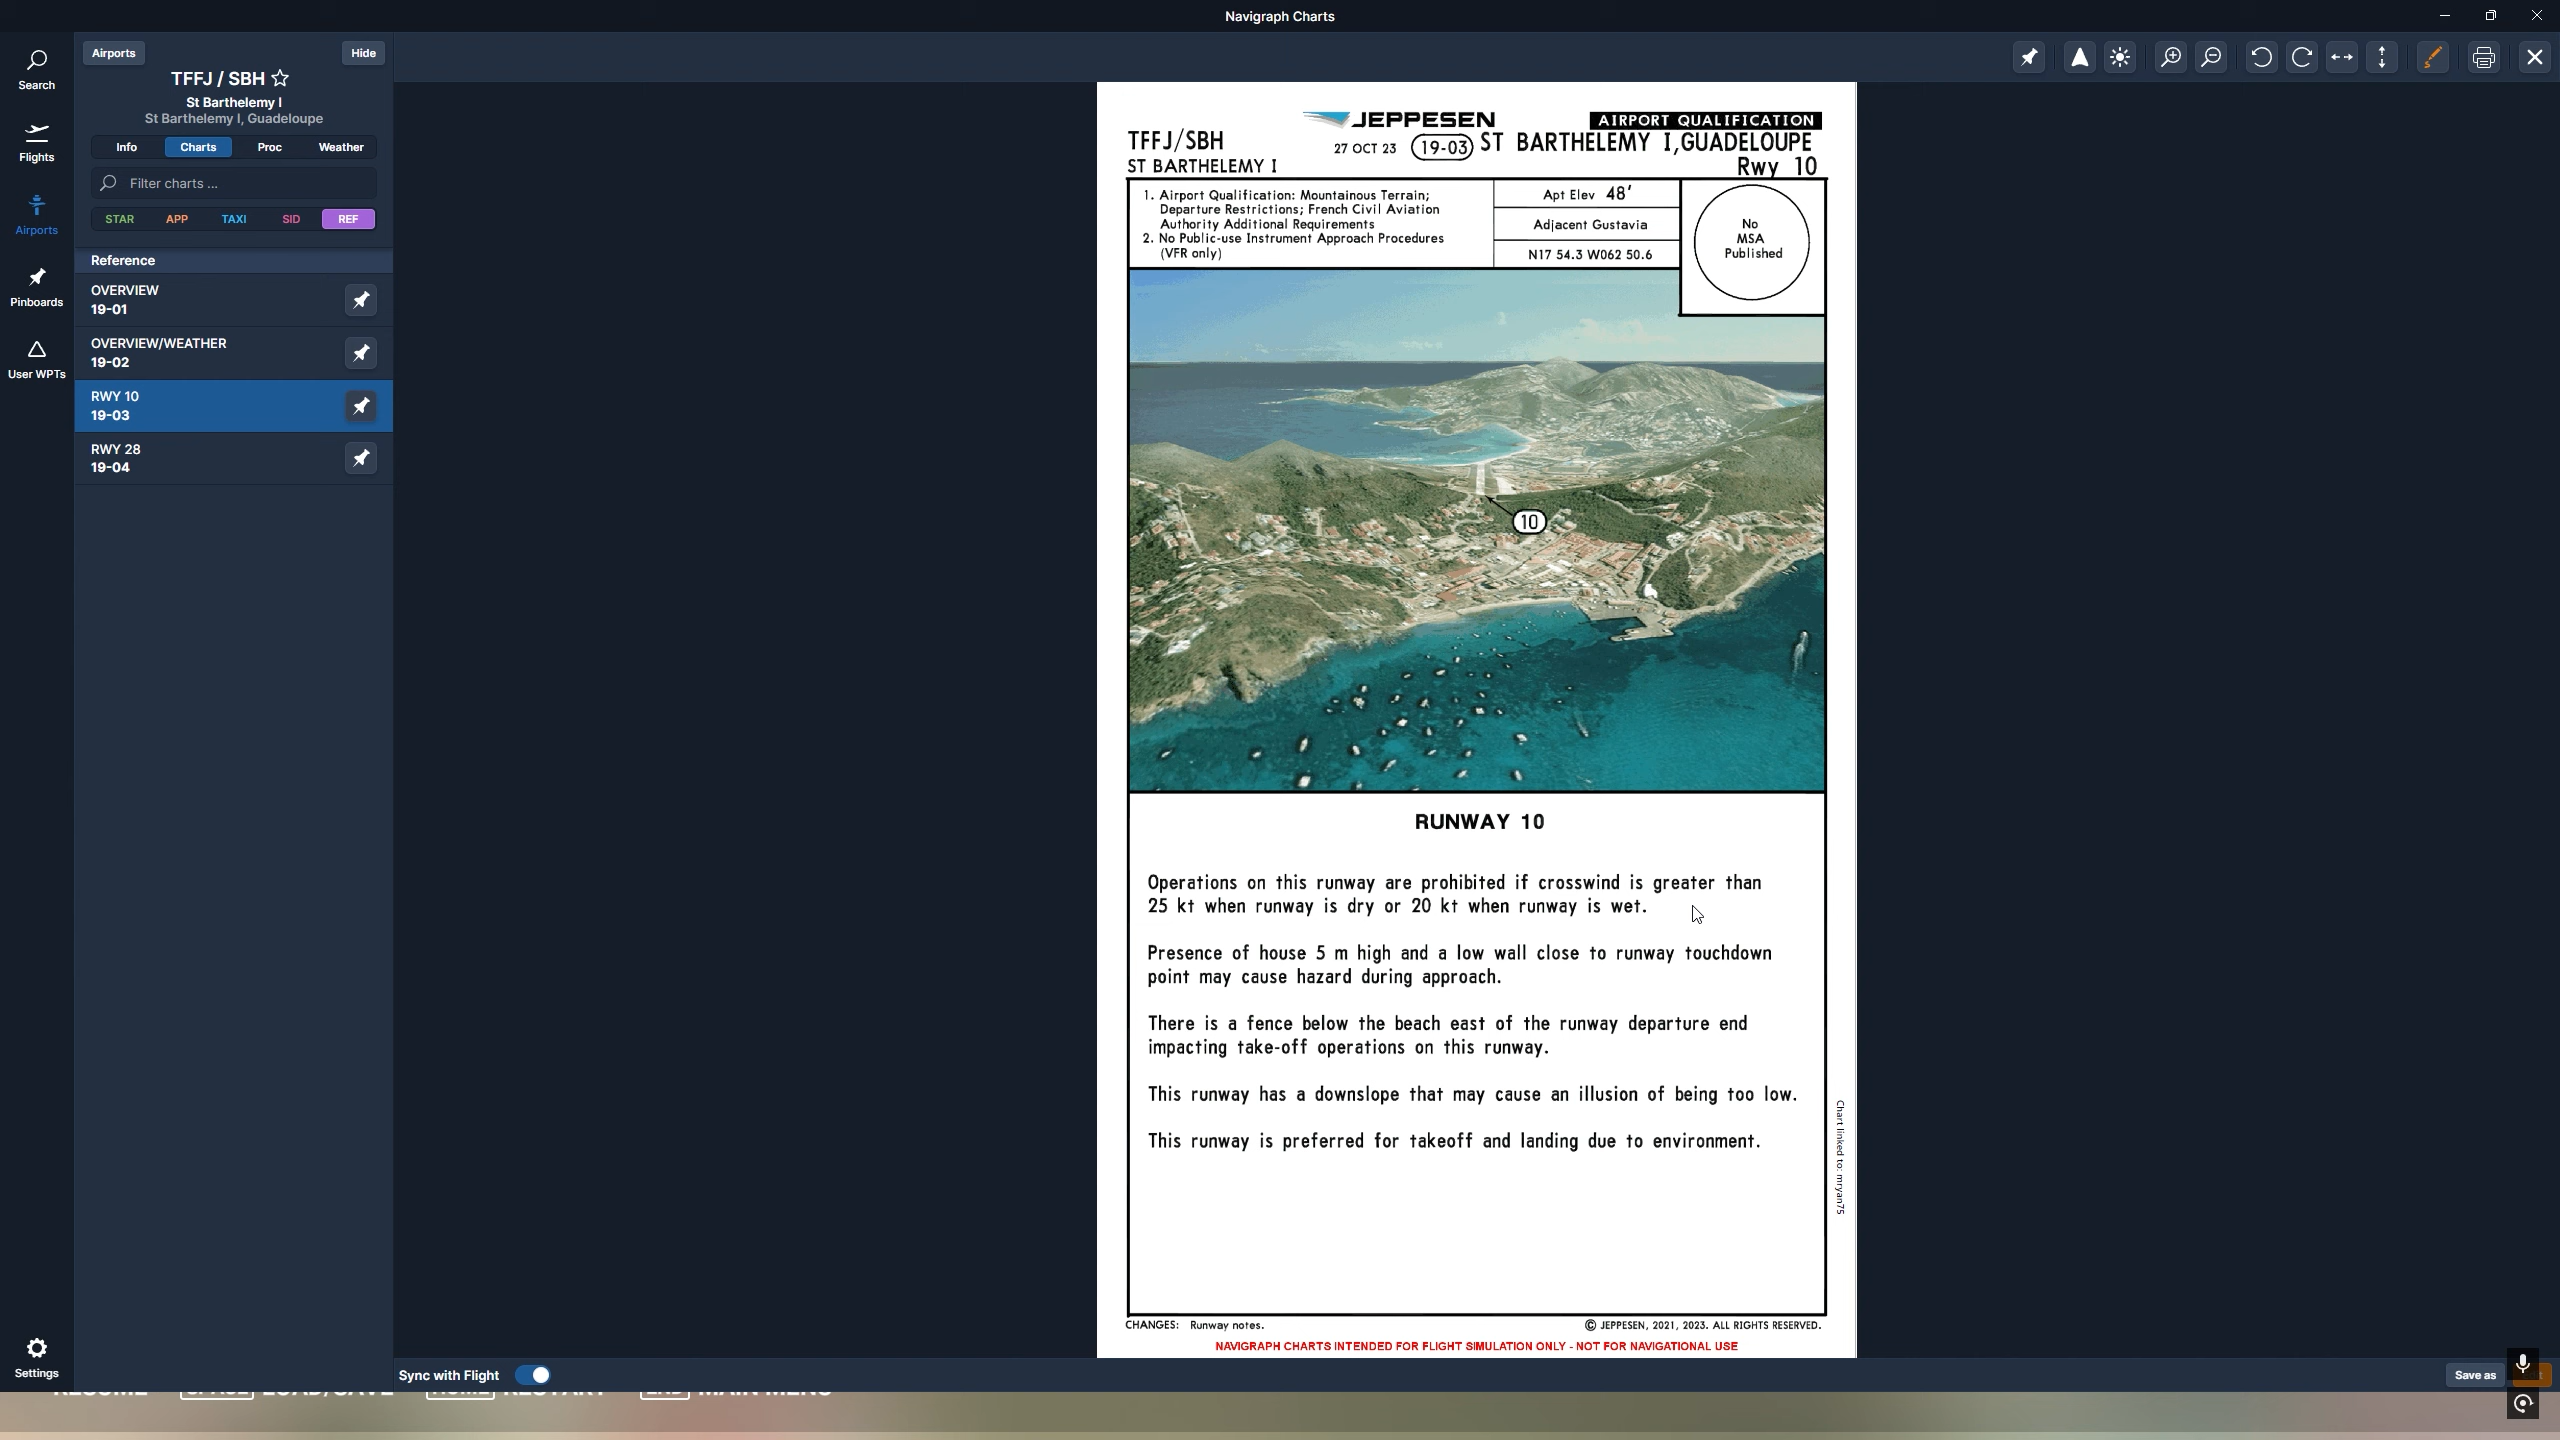 Navigraph Charts
Search
Flights
Airports
Pinboards
User WPTs
Settings
Airports
Hide
TFFJ / SBH
St Barthelemy I
St Barthelemy I, Guadeloupe
Info Charts Proc Weather
Filter charts ...
STAR APP TAXI SID REF
Reference
OVERVIEW
19-01
OVERVIEW/WEATHER
19-02
RWY 10
19-03
RWY 28
19-04
JEPPESEN
AIRPORT QUALIFICATION
TFFJ/SBH
27 OCT 23 19-03 ST BARTHELEMY I,GUADELOUPE
ST BARTHELEMY I
Rwy 10
1. Airport Qualification: Mountainous Terrain;
Departure Restrictions; French Civil Aviation
Authority Additional Requirements
2. No Public-use Instrument Approach Procedures
(VFR only)
Apt Elev 48'
Adjacent Gustavia
N17 54.3 W062 50.6
No
MSA
Published
10
RUNWAY 10
Operations on this runway are prohibited if crosswind is greater than
25 kt when runway is dry or 20 kt when runway is wet.
Presence of house 5 m high and a low wall close to runway touchdown
point may cause hazard during approach.
There is a fence below the beach east of the runway departure end
impacting take-off operations on this runway.
This runway has a downslope that may cause an illusion of being too low.
This runway is preferred for takeoff and landing due to environment.
Chart linked to: mryan75
CHANGES: Runway notes.
© JEPPESEN, 2021, 2023. ALL RIGHTS RESERVED.
NAVIGRAPH CHARTS INTENDED FOR FLIGHT SIMULATION ONLY - NOT FOR NAVIGATIONAL USE
Sync with Flight
Save as